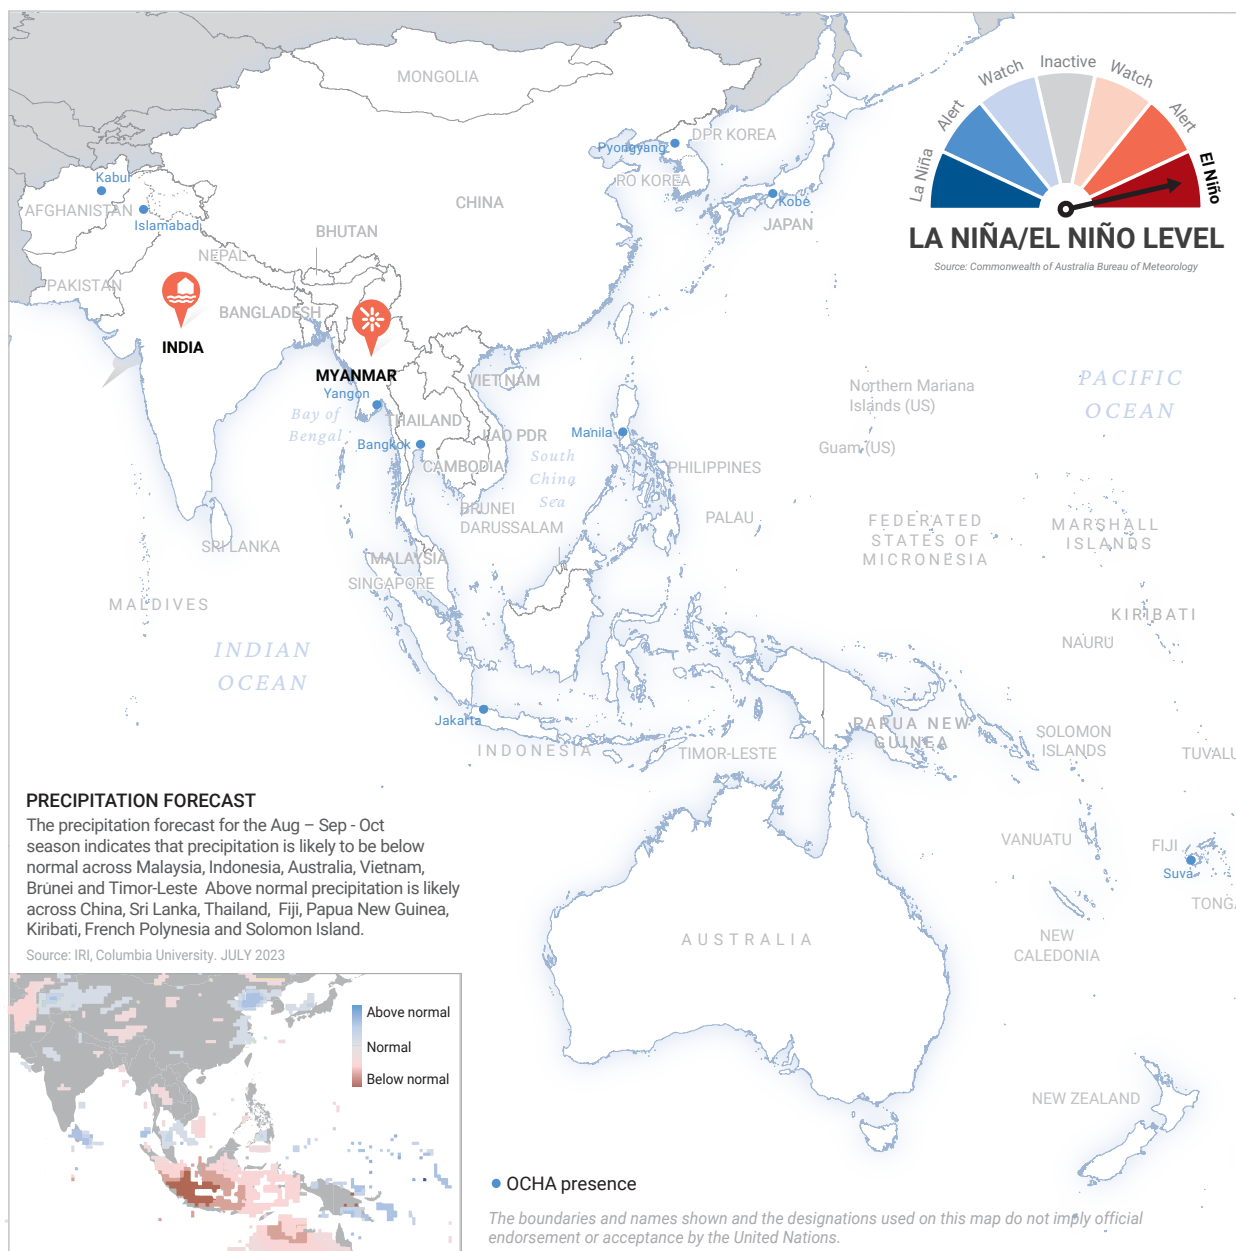 MONGOLIA
Inactive
Watch
Watch
Alert
Alert
La Niña
El Niño
LA NIÑA/EL NIÑO LEVEL
Source: Commonwealth of Australia Bureau of Meteorology
DPR KOREA
Pyongyang
RO KOREA
Kobe
JAPAN
Kabul
AFGHANISTAN
Islamabad
CHINA
BHUTAN
NEPAL
PAKISTAN
BANGLADESH
INDIA
MYANMAR
Yangon
VIET NAM
Bay of
Bengal
THAILAND
Bangkok
LAO PDR
CAMBODIA
South
China
Sea
Manila
PHILIPPINES
Northern Mariana
Islands (US)
Guam (US)
PACIFIC
OCEAN
BRUNEI
DARUSSALAM
PALAU
FEDERATED
STATES OF
MICRONESIA
MARSHALL
ISLANDS
SRI LANKA
MALAYSIA
SINGAPORE
MALDIVES
KIRIBATI
NAURU
INDIAN
OCEAN
Jakarta
INDONESIA
TIMOR-LESTE
PAPUA NEW
GUINEA
SOLOMON
ISLANDS
TUVALU
PRECIPITATION FORECAST
The precipitation forecast for the Aug – Sep - Oct
season indicates that precipitation is likely to be below
normal across Malaysia, Indonesia, Australia, Vietnam,
Brunei and Timor-Leste Above normal precipitation is likely
across China, Sri Lanka, Thailand, Fiji, Papua New Guinea,
Kiribati, French Polynesia and Solomon Island.
Source: IRI, Columbia University. JULY 2023
VANUATU
FIJI
Suva
TONGA
AUSTRALIA
NEW
CALEDONIA
Above normal
Normal
Below normal
NEW ZEALAND
OCHA presence
The boundaries and names shown and the designations used on this map do not imply official
endorsement or acceptance by the United Nations.